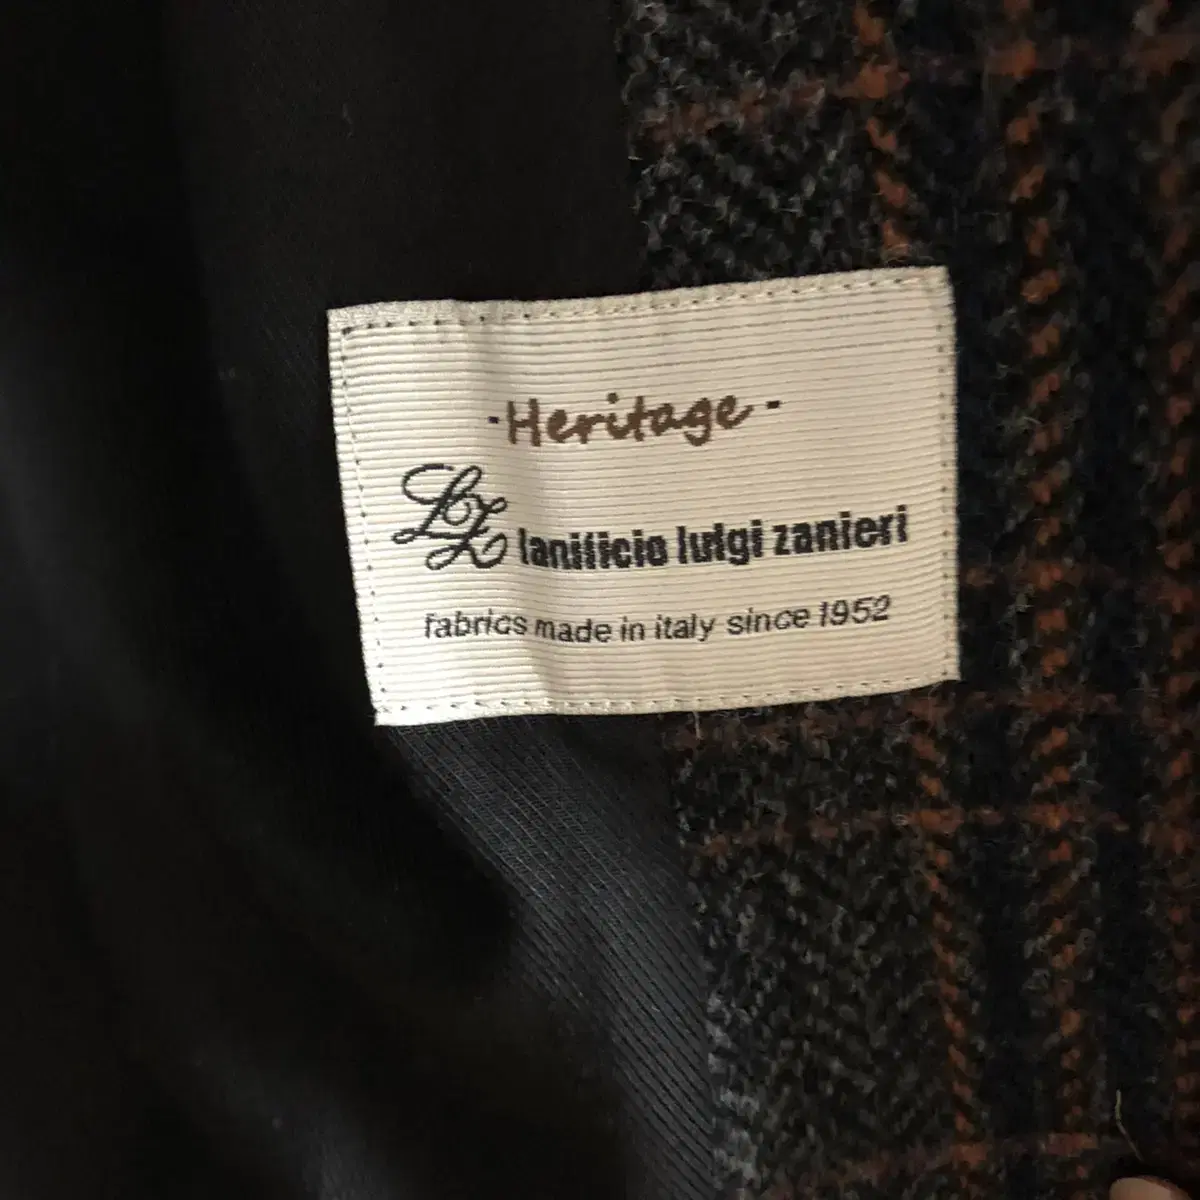 -Heritage-
LZ lanificio luigi zanieri
fabrics made in italy since 1952